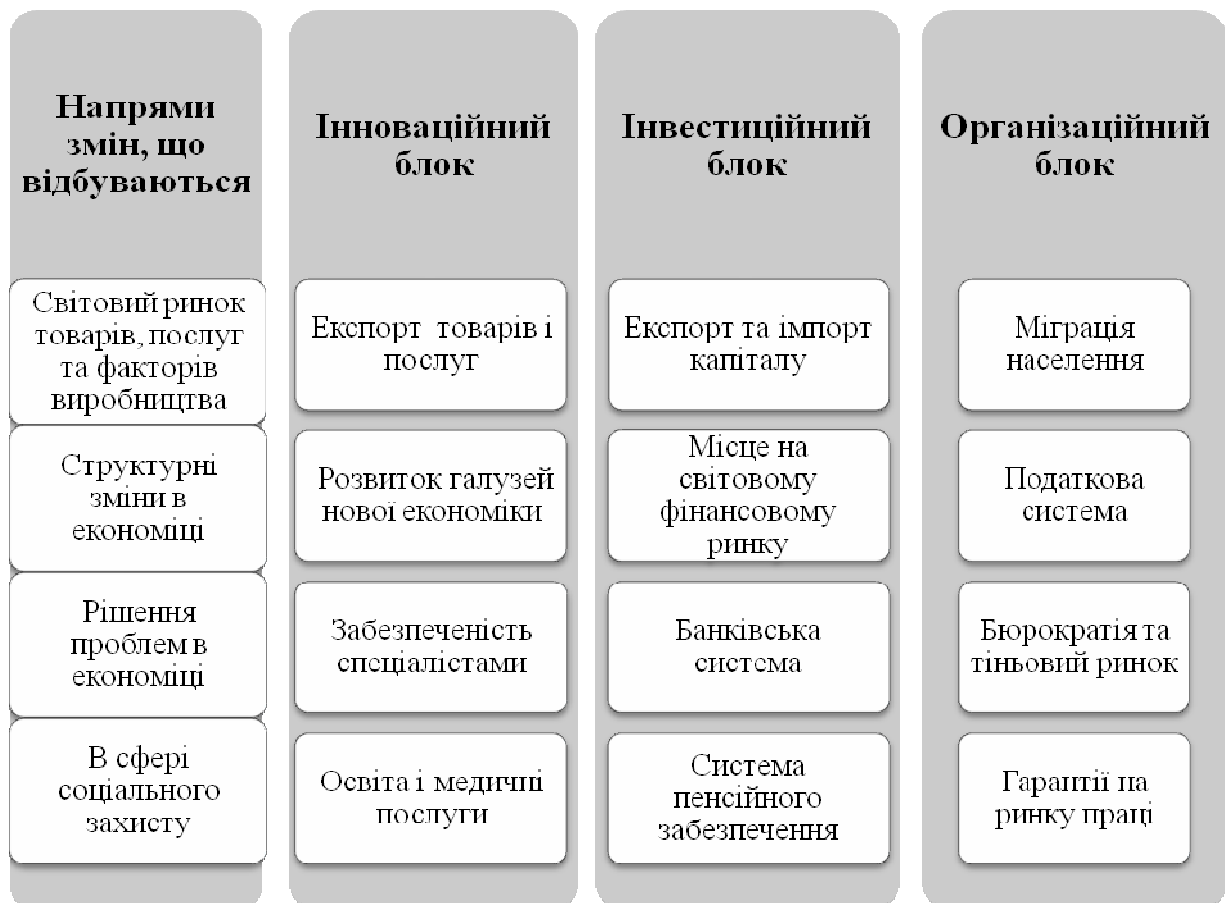 Напрями
змін, що
відбуваються
Інноваційний
блок
Інвестиційний
блок
Організаційний
блок
Світовий ринок
товарів, послуг
та факторів
виробництва
Експорт товарів і
послуг
Експорт та імпорт
капіталу
Міграція
населення
Структурні
зміни в
економіці
Розвиток галузей
нової економіки
Місце на
світовому
фінансовому
ринку
Податкова
система
Рішення
проблем в
економіці
Забезпеченість
спеціалістами
Банківська
система
Бюрократія та
тіньовий ринок
В сфері
соціального
захисту
Освіта і медичні
послуги
Система
пенсійного
забезпечення
Гарантії на
ринку праці